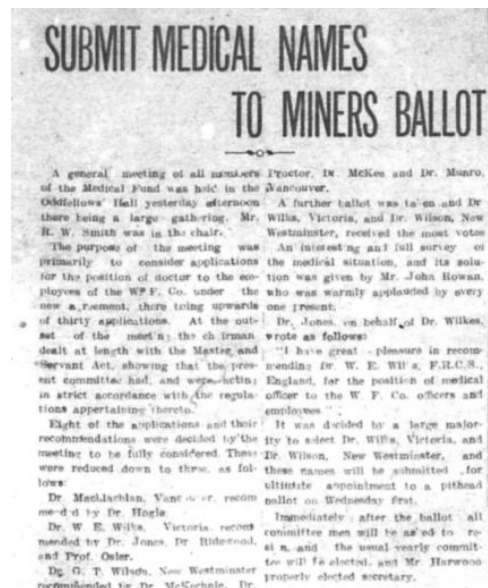 SUBMIT MEDICAL NAMES
TO MINERS BALLOT
A general meeting of all members
of the Medical Fund was held in the
Oddfellows' Hall yesterday afternoon
there being a large gathering. Mr.
R. W. Smith was in the chair.
The purpose of the meeting was
primarily to consider applications
for the position of doctor to the em-
ployees of the W. F. Co. under the
new a,reement, there being upwards
of thirty applications. At the out-
set of the meeting the ch irman
dealt at length with the Master and
Servant Act, showing that the pres-
ent committee had, and were acting
in strict accordance with the regula-
tions appertaining thereto.
Eight of the applications and their
recommendations were decided by the
meeting to be fully considered. These
were reduced down to three, as fol-
lows:
Dr. Maclachlan, recom
me-d-d by Dr. Hogle.
Dr. W E. Wilks, Victoria, recom
mended by Dr. Jones, Dr Ridewood,
and Prof. Osler.
Dr. G. T. Wilson, New Westminster
recommended by Dr. McKechnie, Dr.
Proctor, Dr. McKee and Dr. Munro,
Vancouver.
A further ballot was ta en and Dr
Wilks, Victoria, and Dr. Wilson, New
Westminster, received the most votes
An interesting and full survey of
the medical situation, and its solu-
tion was given by Mr. John Rowan,
who was warmly applauded by every
one present.
Dr. Jones, on behalf of Dr. Wilkes,
wrote as follows:
"I have great pleasure in recom-
mending Dr. W. E. Wil s, F.R.C.S.,
England, for the position of medical
officer to the W. F. Co. officers and
employees."
It was decided by a large major-
ity to select Dr. Wilks, Victoria, and
Dr. Wilson, New Westminster, and
these names will be submitted for
ultimate appointment to a pithead
ballot on Wednesday first.
Immediately after the ballot all
committee men will be as ed to re-
si n, and the usual yearly commit-
tee will be elected, and Mr. Harwood
properly elected secretary.